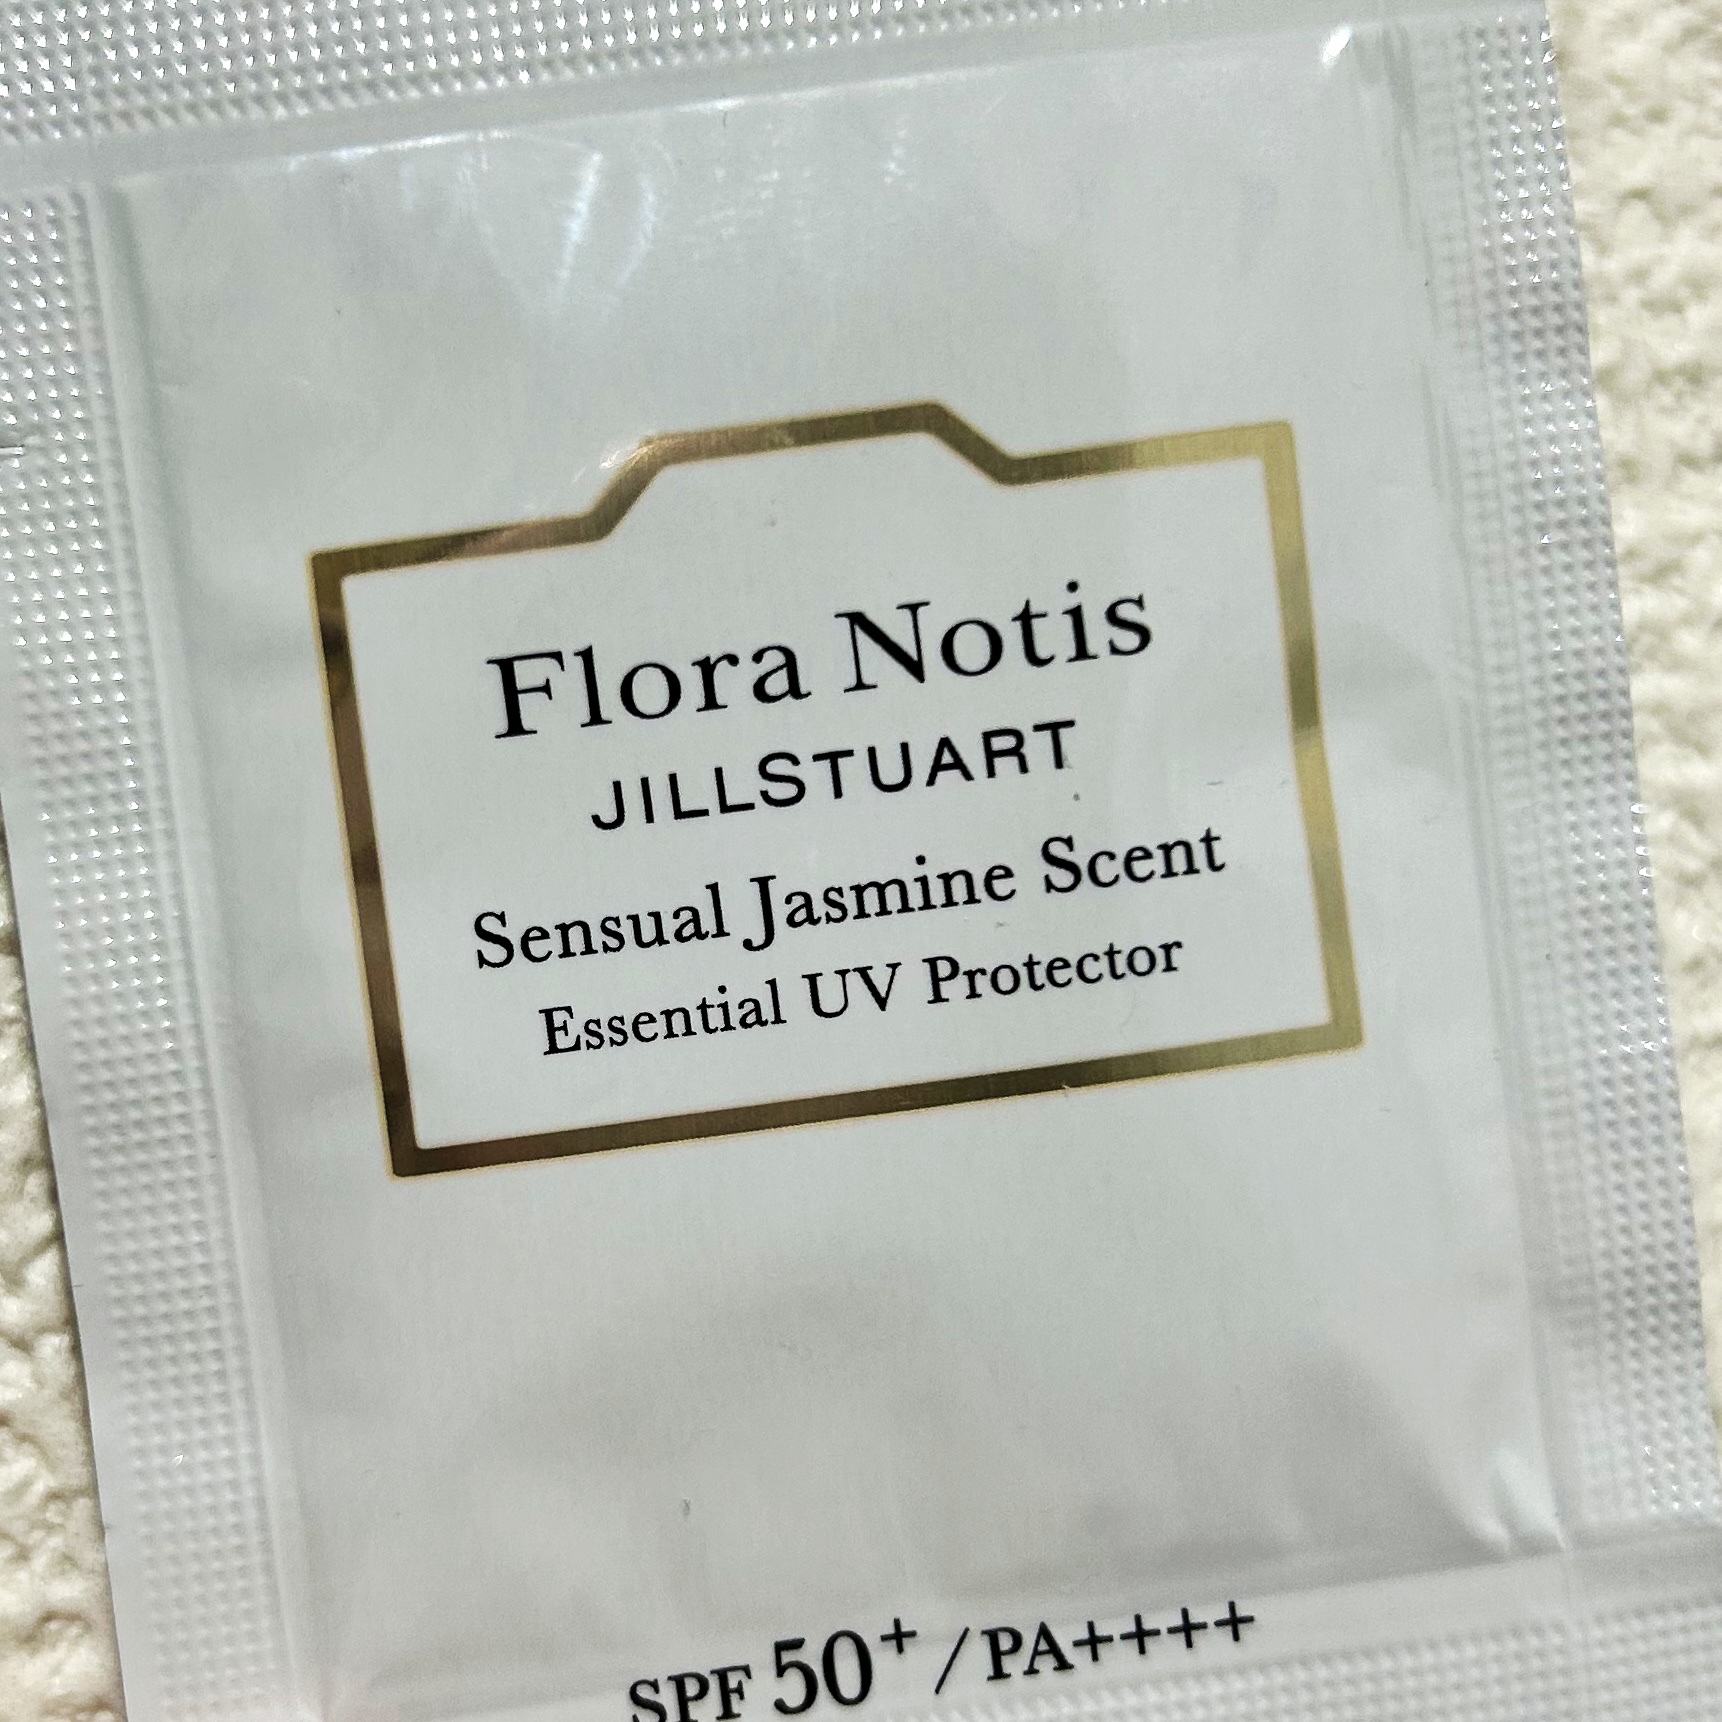 Flora Notis
JILLSTUART
Sensual Jasmine Scent
Essential UV Protector
SPF 50+/PA++++